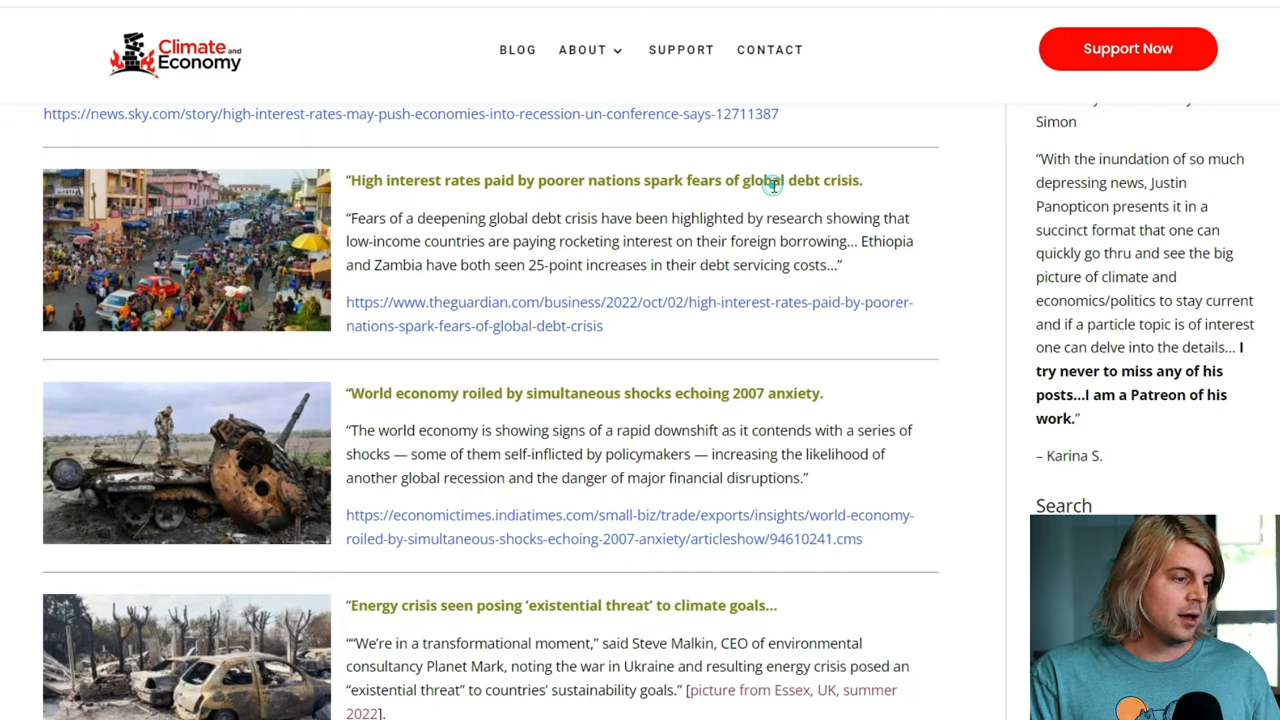 Climate and
Economy
BLOG
ABOUT
SUPPORT
CONTACT
Support Now
https://news.sky.com/story/high-interest-rates-may-push-economies-into-recession-un-conference-says-12711387
“High interest rates paid by poorer nations spark fears of global debt crisis.
“Fears of a deepening global debt crisis have been highlighted by research showing that
low-income countries are paying rocketing interest on their foreign borrowing... Ethiopia
and Zambia have both seen 25-point increases in their debt servicing costs...”
https://www.theguardian.com/business/2022/oct/02/high-interest-rates-paid-by-poorer-
nations-spark-fears-of-global-debt-crisis
“World economy roiled by simultaneous shocks echoing 2007 anxiety.
“The world economy is showing signs of a rapid downshift as it contends with a series of
shocks — some of them self-inflicted by policymakers — increasing the likelihood of
another global recession and the danger of major financial disruptions.”
https://economictimes.indiatimes.com/small-biz/trade/exports/insights/world-economy-
roiled-by-simultaneous-shocks-echoing-2007-anxiety/articleshow/94610241.cms
“Energy crisis seen posing ‘existential threat’ to climate goals...
““We’re in a transformational moment,” said Steve Malkin, CEO of environmental
consultancy Planet Mark, noting the war in Ukraine and resulting energy crisis posed an
“existential threat” to countries’ sustainability goals.” [picture from Essex, UK, summer
2022].
Simon
“With the inundation of so much
depressing news, Justin
Panopticon presents it in a
succinct format that one can
quickly go thru and see the big
picture of climate and
economics/politics to stay current
and if a particle topic is of interest
one can delve into the details... I
try never to miss any of his
posts...I am a Patreon of his
work.”
– Karina S.
Search